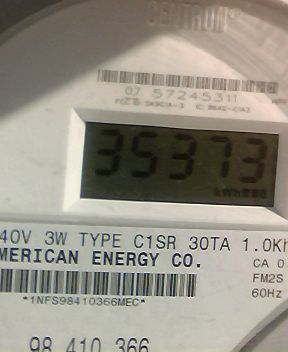 CENTRON®
07 57245311
35373
kWh
40V 3W TYPE C1SR 30TA 1.0Kh
MERICAN ENERGY CO.
CA 0.
FM2S
60Hz
*1NFS98410366MEC*
98 410 366